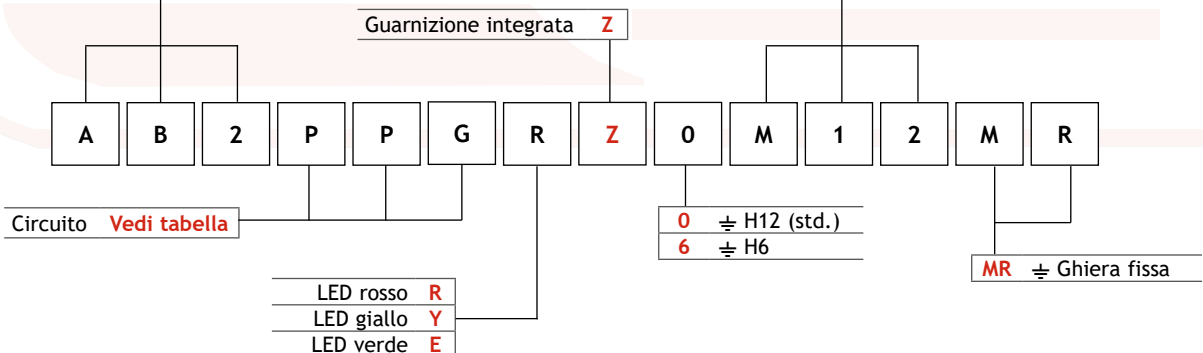 Guarnizione integrata Z
A B 2 P P G R Z 0 M 1 2 M R
Circuito Vedi tabella
0 ⏚ H12 (std.)
6 ⏚ H6
MR ⏚ Ghiera fissa
LED rosso R
LED giallo Y
LED verde E